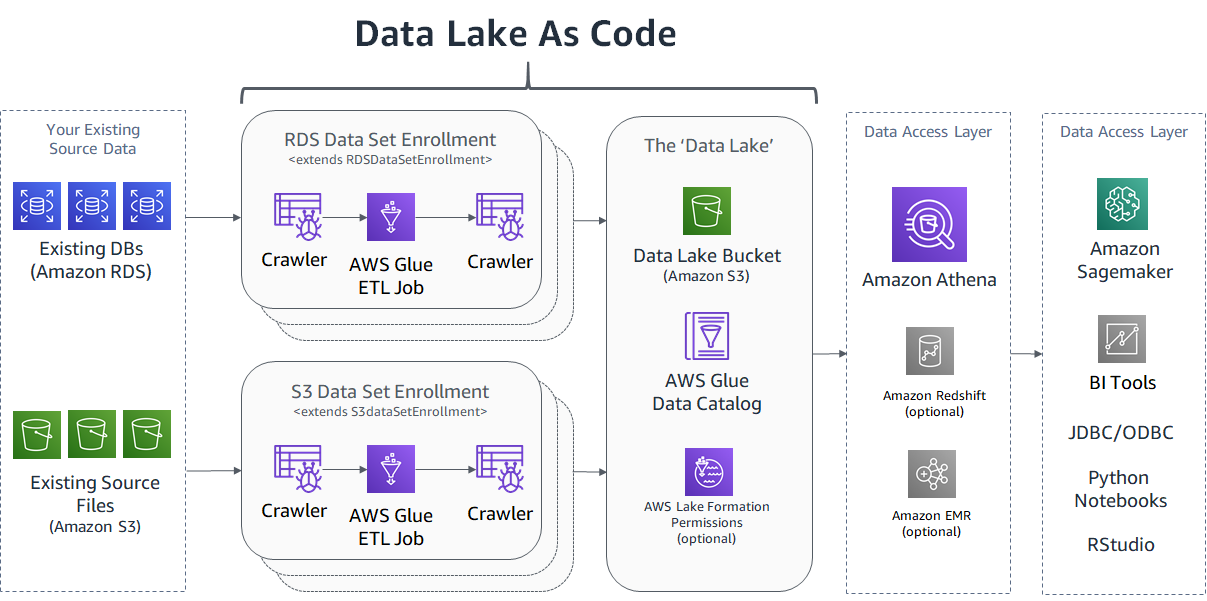 Data Lake As Code
Your Existing
Source Data
Existing DBs
(Amazon RDS)
Existing Source
Files
(Amazon S3)
RDS Data Set Enrollment
<extends RDSDataSetEnrollment>
Crawler
AWS Glue
ETL Job
Crawler
S3 Data Set Enrollment
<extends S3dataSetEnrollment>
Crawler
AWS Glue
ETL Job
Crawler
The ‘Data Lake’
Data Lake Bucket
(Amazon S3)
AWS Glue
Data Catalog
AWS Lake Formation
Permissions
(optional)
Data Access Layer
Amazon Athena
Amazon Redshift
(optional)
Amazon EMR
(optional)
Data Access Layer
Amazon
Sagemaker
BI Tools
JDBC/ODBC
Python
Notebooks
RStudio